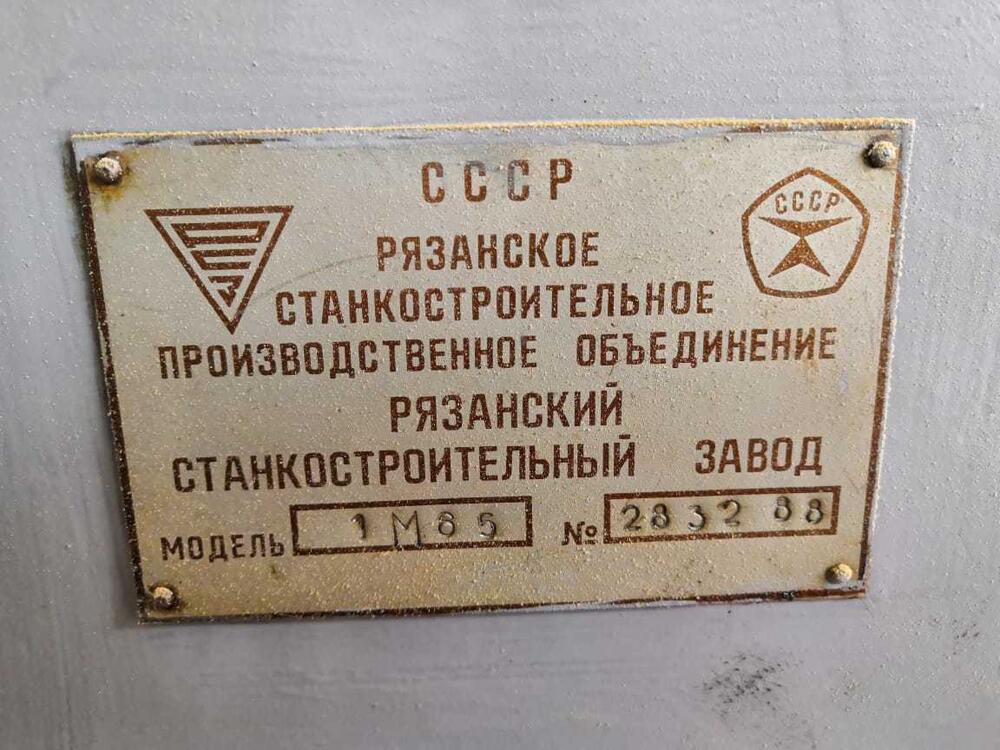 СССР
СССР
РЯЗАНСКОЕ
СТАНКОСТРОИТЕЛЬНОЕ
ПРОИЗВОДСТВЕННОЕ ОБЪЕДИНЕНИЕ
РЯЗАНСКИЙ
СТАНКОСТРОИТЕЛЬНЫЙ ЗАВОД
МОДЕЛЬ 1М65 № 2832 88